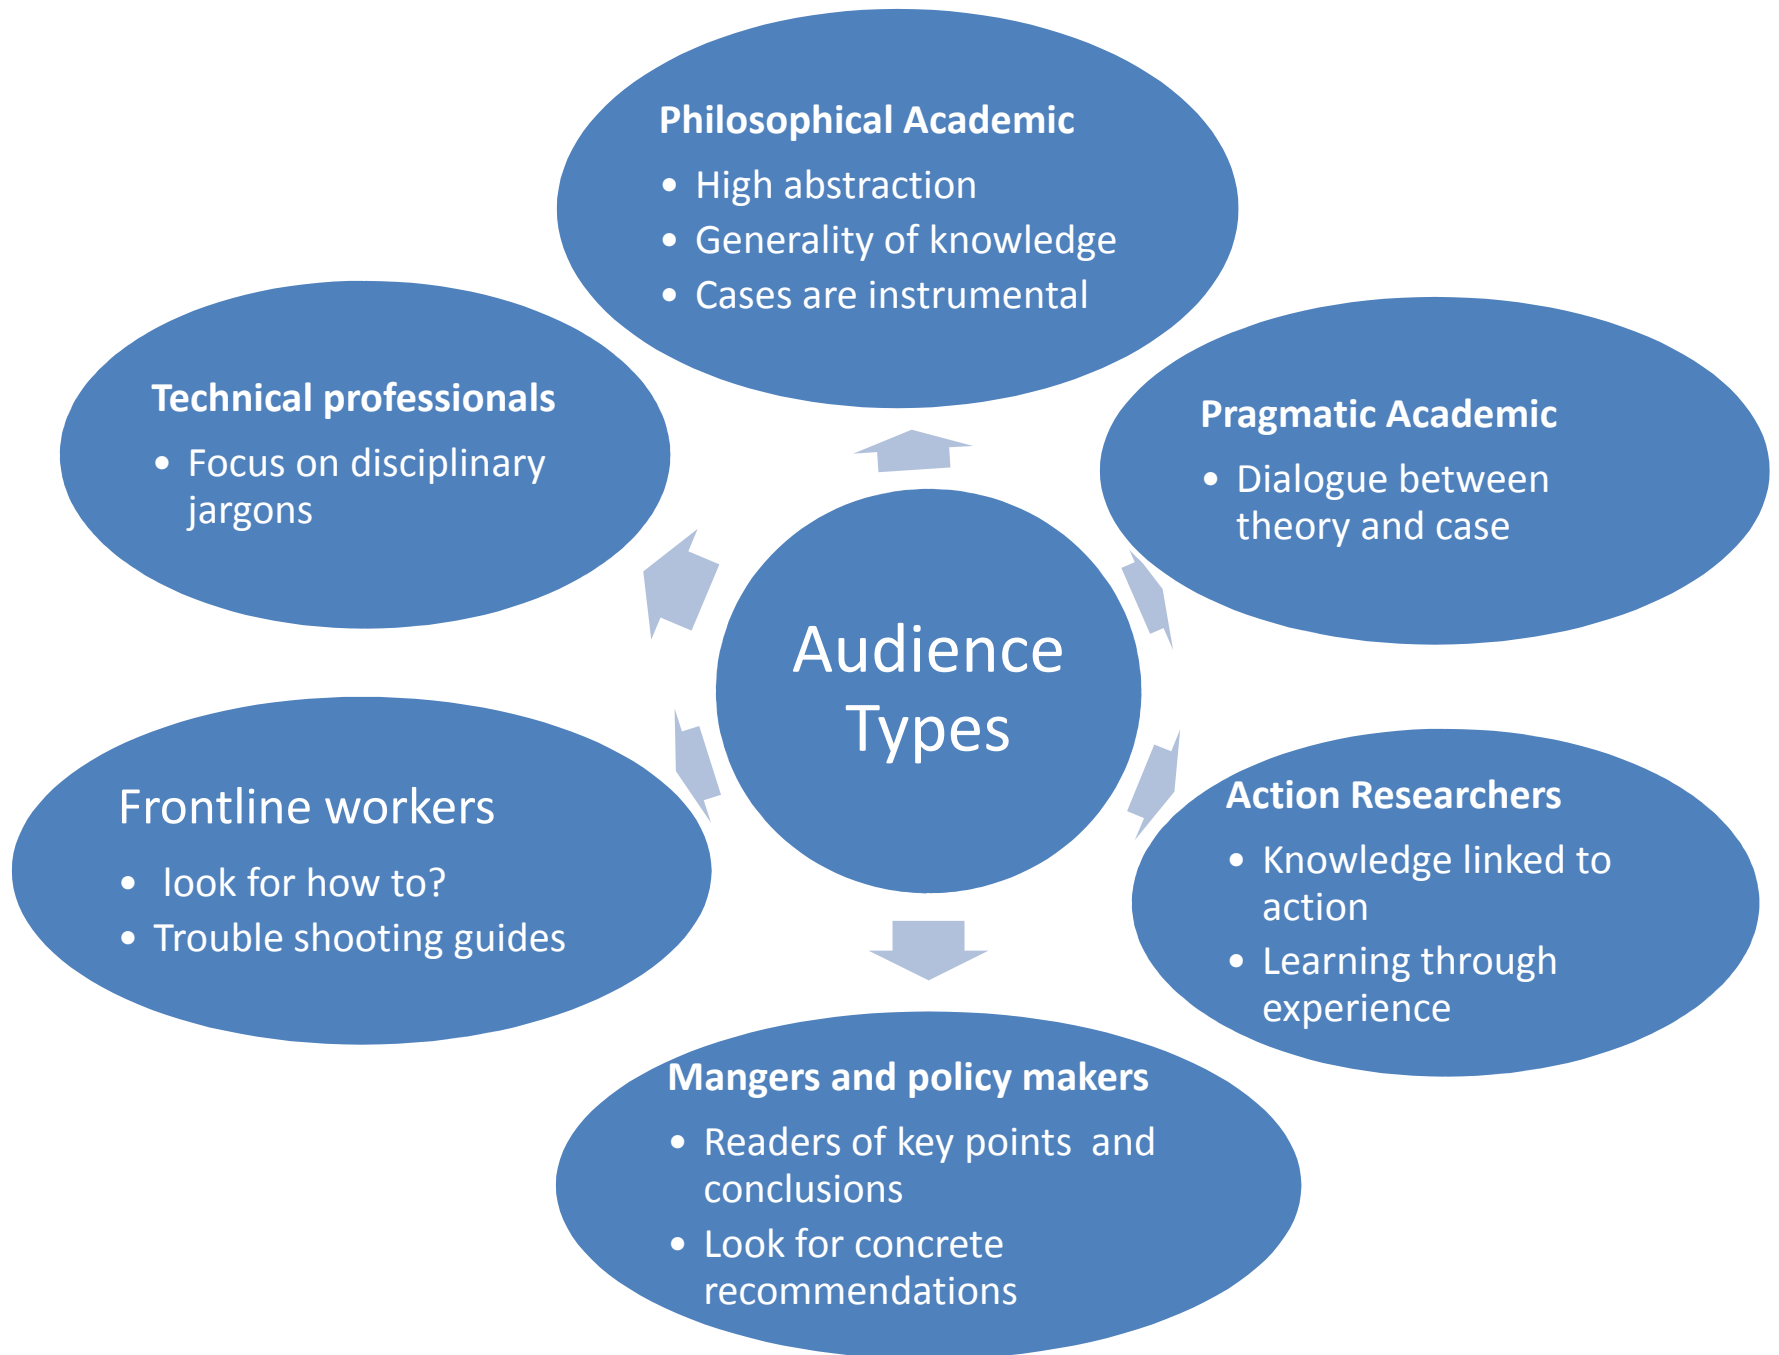 Philosophical Academic
• High abstraction
• Generality of knowledge
• Cases are instrumental
Pragmatic Academic
• Dialogue between
theory and case
Action Researchers
• Knowledge linked to
action
• Learning through
experience
Mangers and policy makers
• Readers of key points and
conclusions
• Look for concrete
recommendations
Frontline workers
• look for how to?
• Trouble shooting guides
Technical professionals
• Focus on disciplinary
jargons
Audience
Types